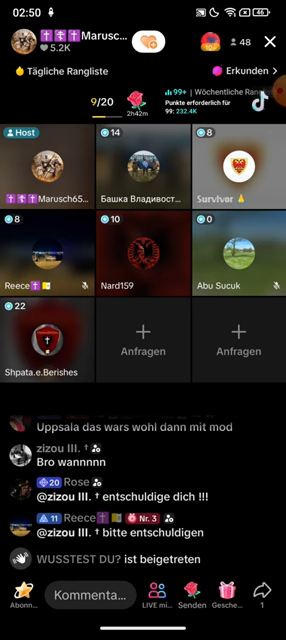 02:50
46
✝️☦️✝️Marusc...
5.2K
48
Tägliche Rangliste
Erkunden >
9/20
2h42m
99+ | Wöchentliche Rang
Punkte erforderlich für
99: 232.4K
Host
14
8
✝️☦️✝️Marusch65...
Башка Владивост...
Survivor
8
10
0
Reece✝️
Nard159
Abu Sucuk
22
Shpata.e.Berishes
Anfragen
Anfragen
Uppsala das wars wohl dann mit mod
zizou III. †
Bro wannnnn
20 Rose
@zizou III. † entschuldige dich !!!
11 Reece✝️ Nr. 3
@zizou III. † bitte entschuldigen
WUSSTEST DU? ist beigetreten
Kommenta...
Abonn...
LIVE mi...
Senden
Gesche...
1